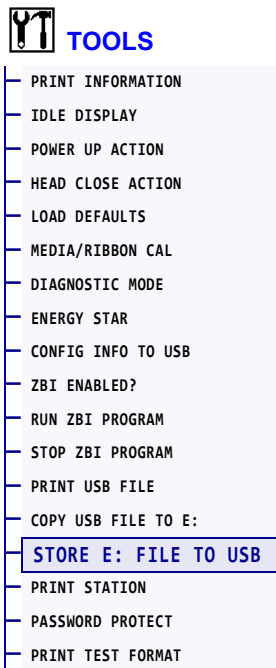 TOOLS
PRINT INFORMATION
IDLE DISPLAY
POWER UP ACTION
HEAD CLOSE ACTION
LOAD DEFAULTS
MEDIA/RIBBON CAL
DIAGNOSTIC MODE
ENERGY STAR
CONFIG INFO TO USB
ZBI ENABLED?
RUN ZBI PROGRAM
STOP ZBI PROGRAM
PRINT USB FILE
COPY USB FILE TO E:
STORE E: FILE TO USB
PRINT STATION
PASSWORD PROTECT
PRINT TEST FORMAT